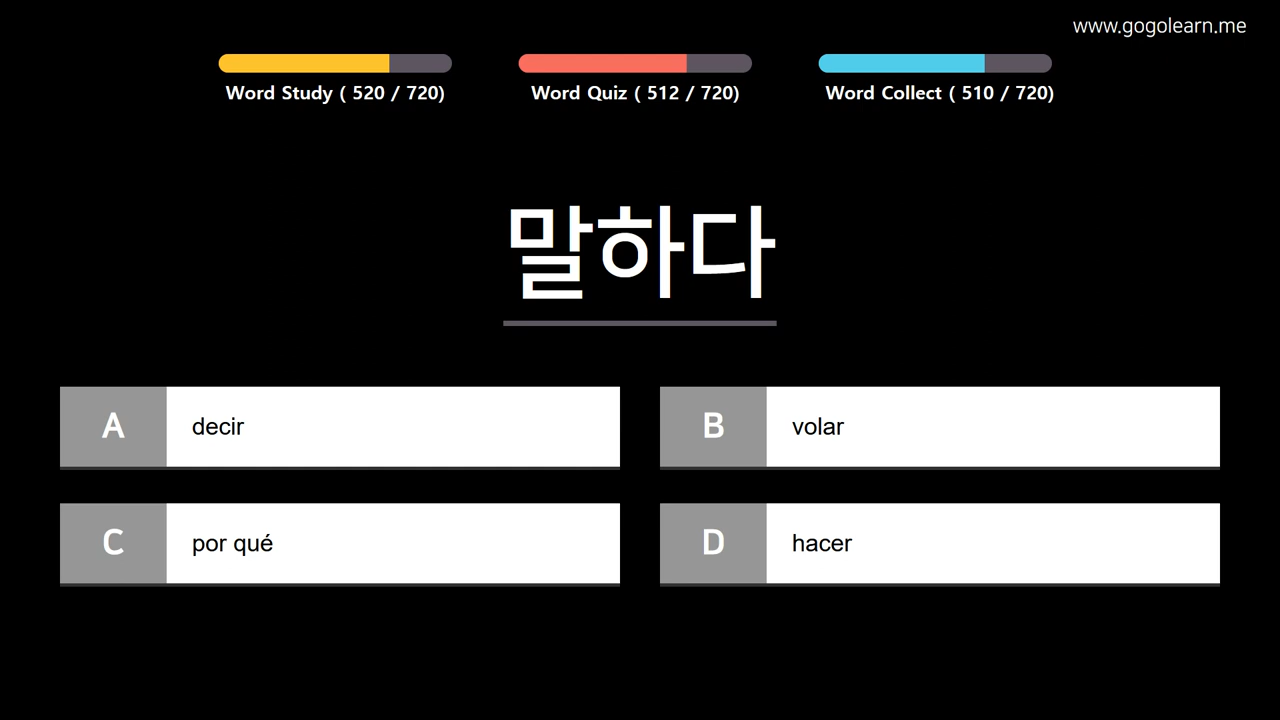 www.gogolearn.me
Word Study ( 520 / 720)
Word Quiz ( 512 / 720)
Word Collect ( 510 / 720)
말하다
A decir
B volar
C por qué
D hacer